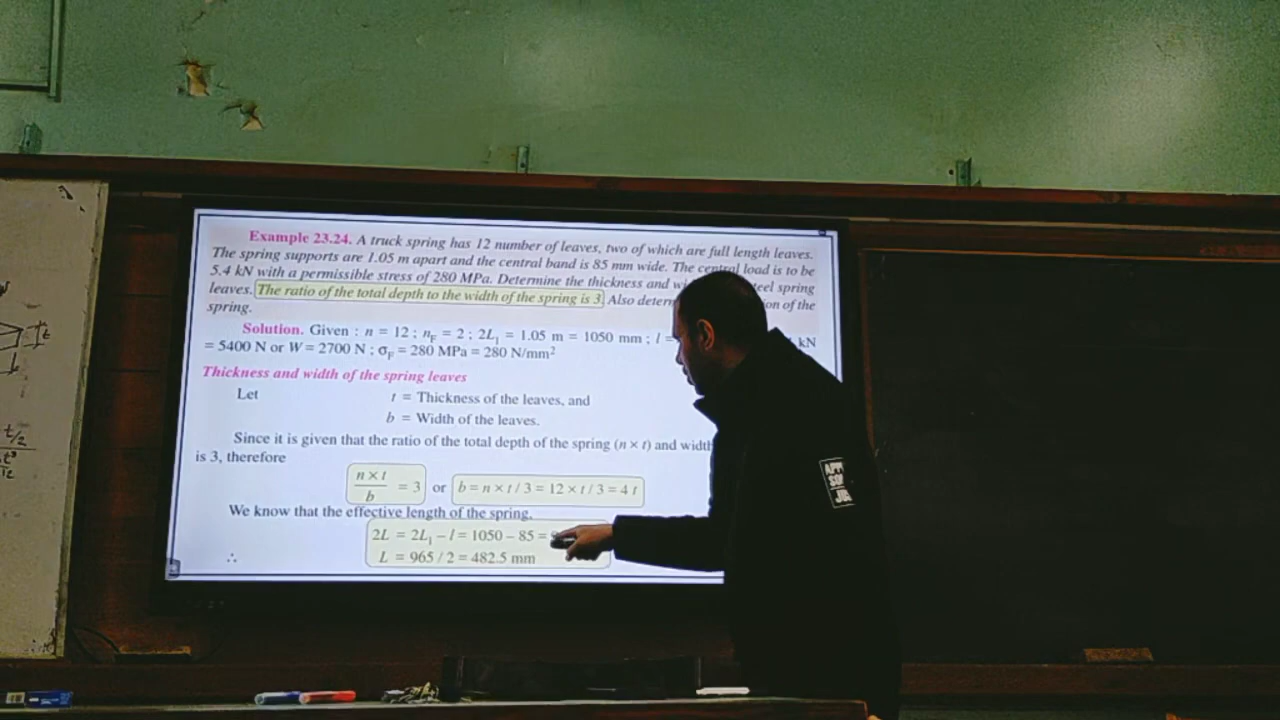 Example 23.24. A truck spring has 12 number of leaves, two of which are full length leaves.
The spring supports are 1.05 m apart and the central band is 85 mm wide. The central load is to be
5.4 kN with a permissible stress of 280 MPa. Determine the thickness and steel spring
leaves. The ratio of the total depth to the width of the spring is 3. Also of the
spring.
Solution. Given : n = 12 ; nF = 2 ; 2L1 = 1.05 m = 1050 mm ; l = kN
= 5400 N or W = 2700 N ; σF = 280 MPa = 280 N/mm²
Thickness and width of the spring leaves
Let t = Thickness of the leaves, and
b = Width of the leaves.
Since it is given that the ratio of the total depth of the spring (n × t) and width
is 3, therefore
n × t / b = 3 or b = n × t / 3 = 12 × t / 3 = 4 t
We know that the effective length of the spring,
2L = 2L1 – l = 1050 – 85 =
∴ L = 965 / 2 = 482.5 mm
t/2